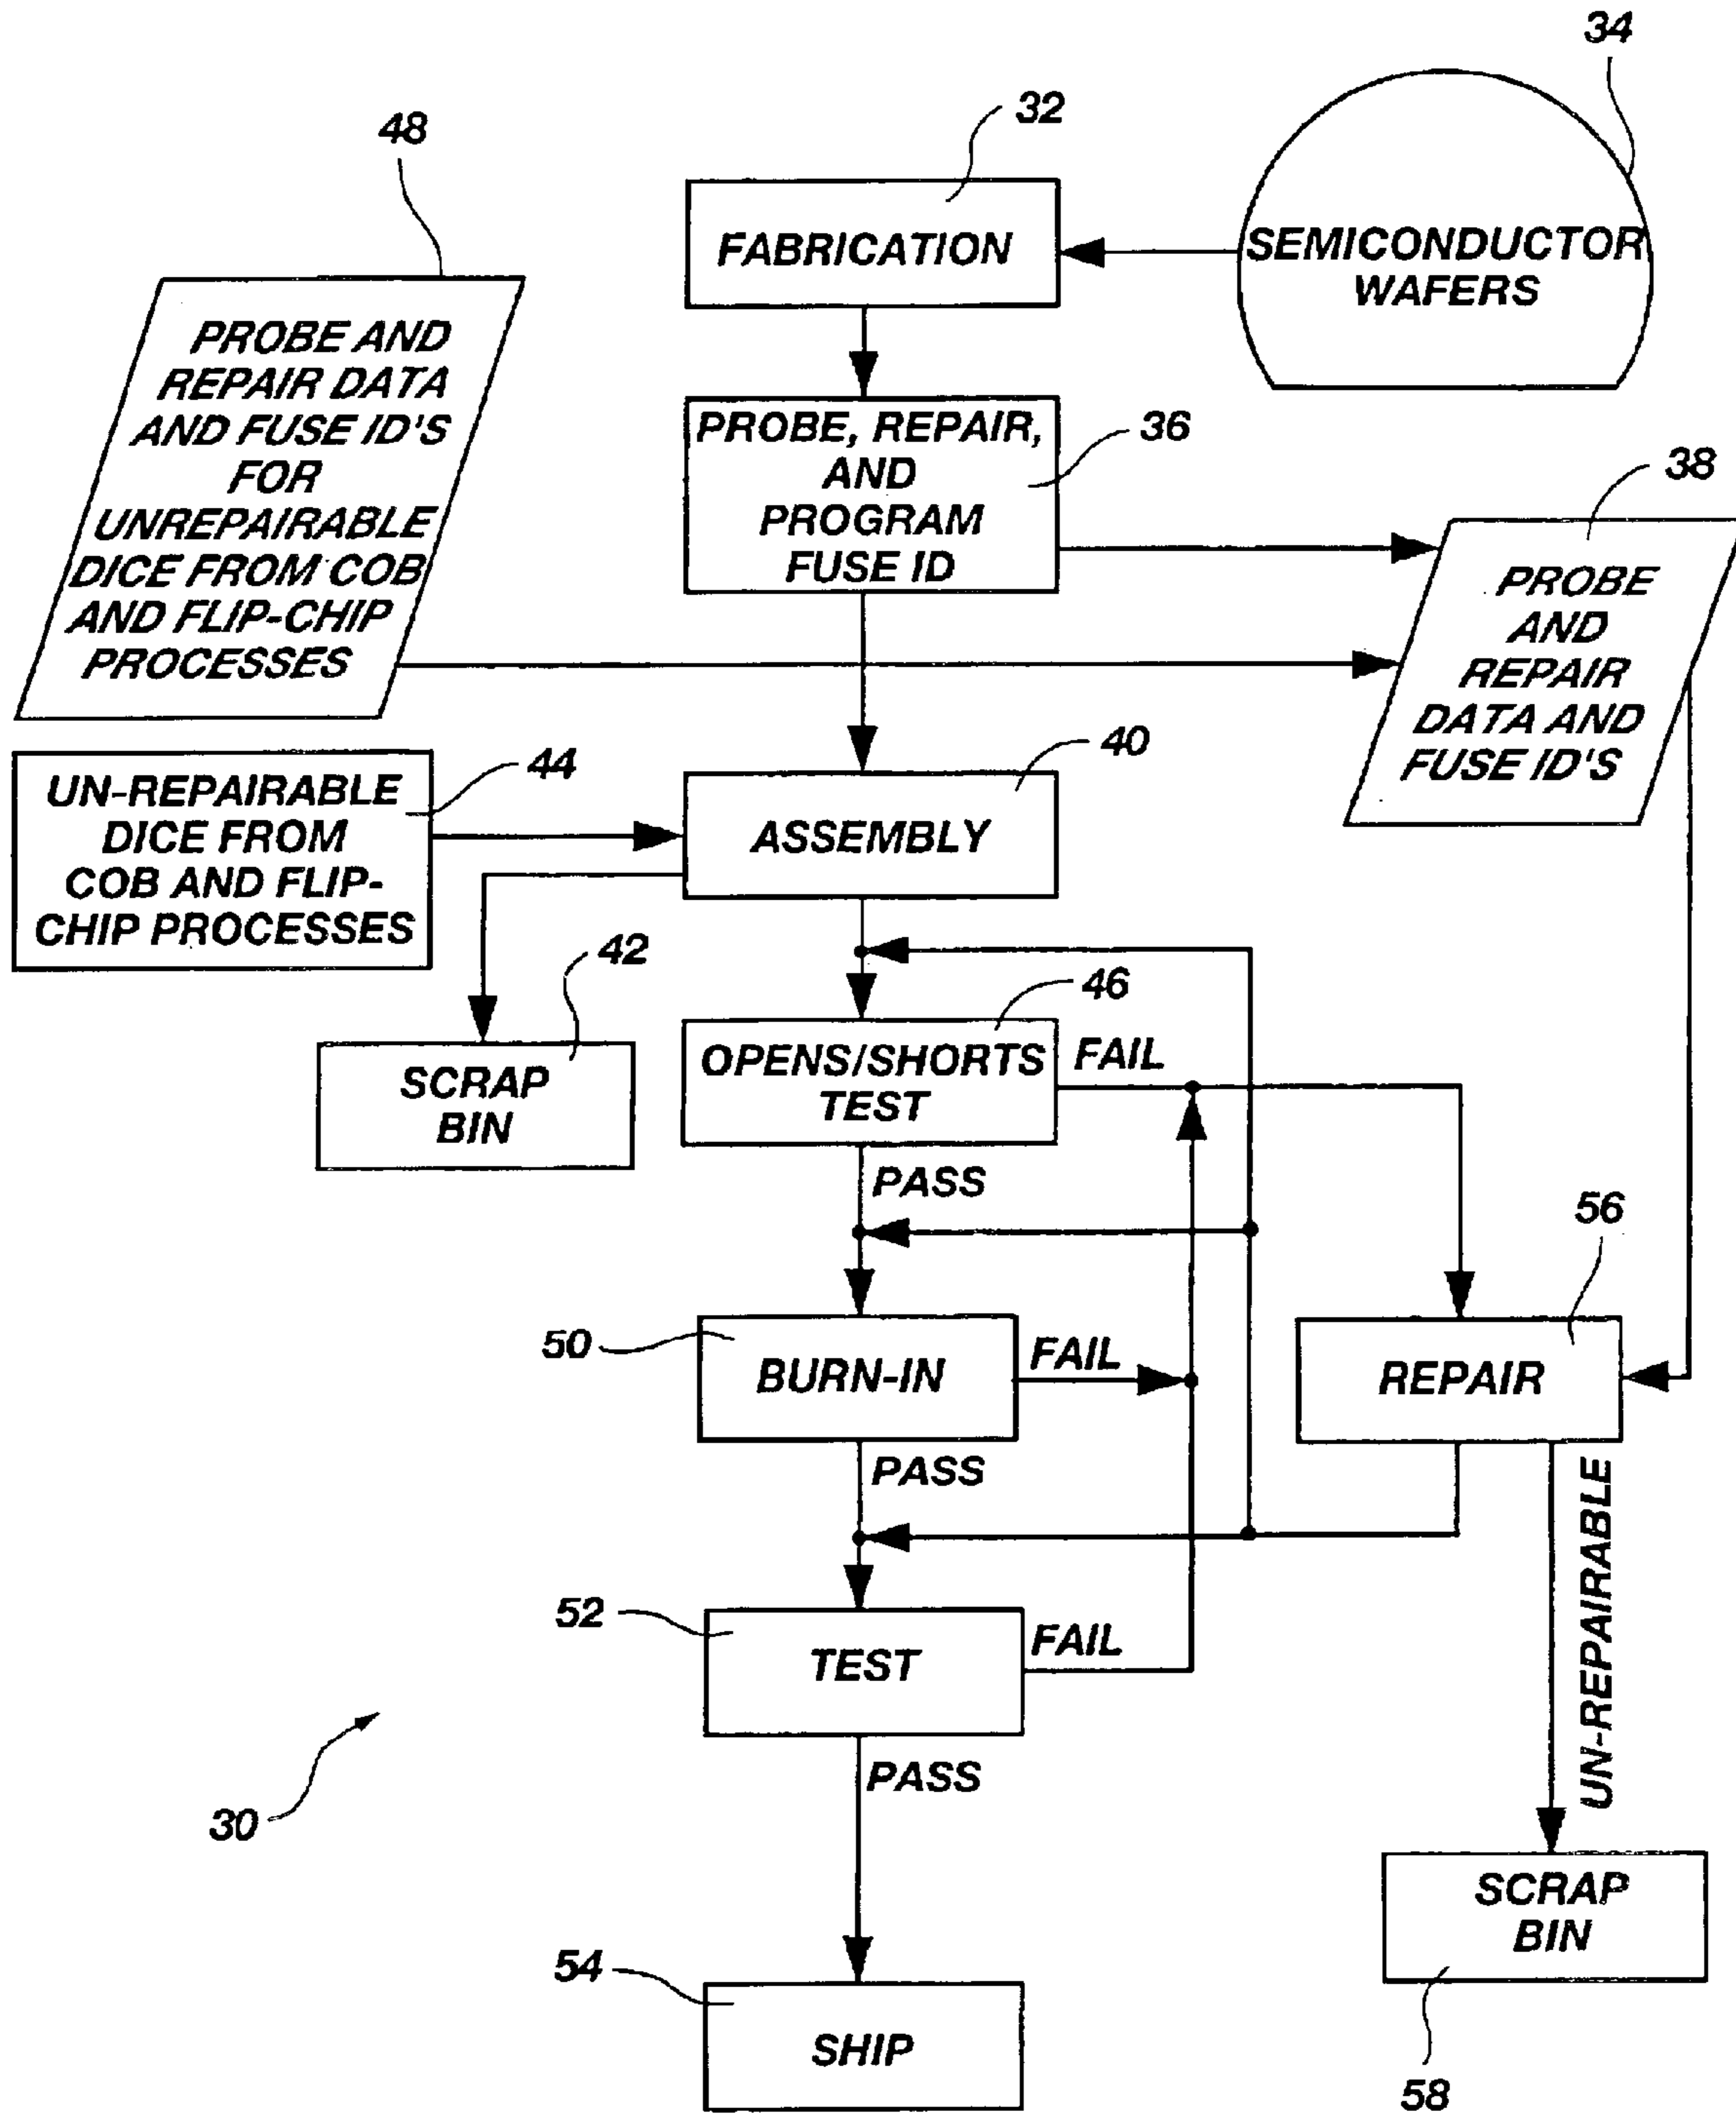 34
32
48
FABRICATION
SEMICONDUCTOR
WAFERS
PROBE AND
REPAIR DATA
AND FUSE ID'S
FOR
UNREPAIRABLE
DICE FROM COB
AND FLIP-CHIP
PROCESSES
PROBE, REPAIR,
AND
PROGRAM
FUSE ID
36
38
PROBE
AND
REPAIR
DATA AND
FUSE ID'S
44
UN-REPAIRABLE
DICE FROM
COB AND FLIP-
CHIP PROCESSES
40
ASSEMBLY
42
SCRAP
BIN
46
OPENS/SHORTS
TEST
FAIL
PASS
56
50
BURN-IN
FAIL
REPAIR
PASS
UN-REPAIRABLE
52
TEST
FAIL
PASS
30
SCRAP
BIN
54
SHIP
58